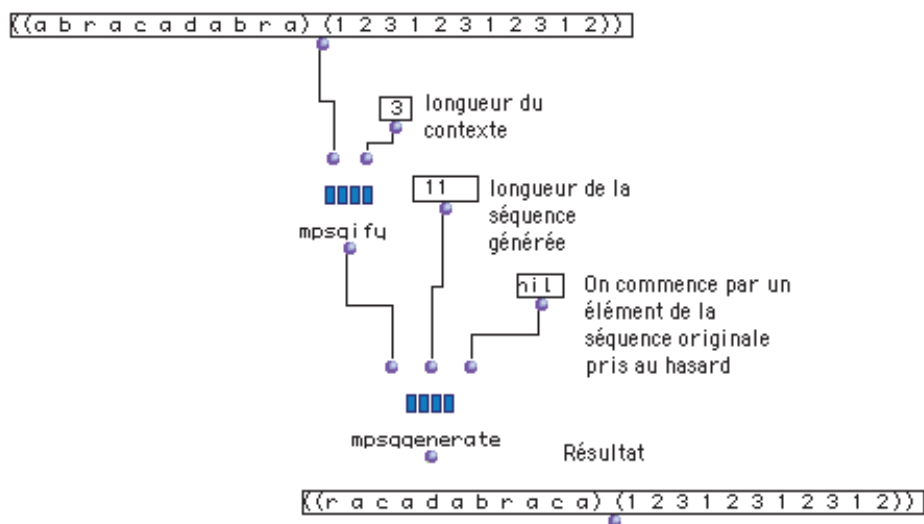 ((a b r a c a d a b r a) (1 2 3 1 2 3 1 2 3 1 2))
3
longueur du
contexte
11
longueur de la
séquence
générée
mpsqify
nil
On commence par un
élément de la
séquence originale
pris au hasard
mpsqgenerate
Résultat
((r a c a d a b r a c a) (1 2 3 1 2 3 1 2 3 1 2))